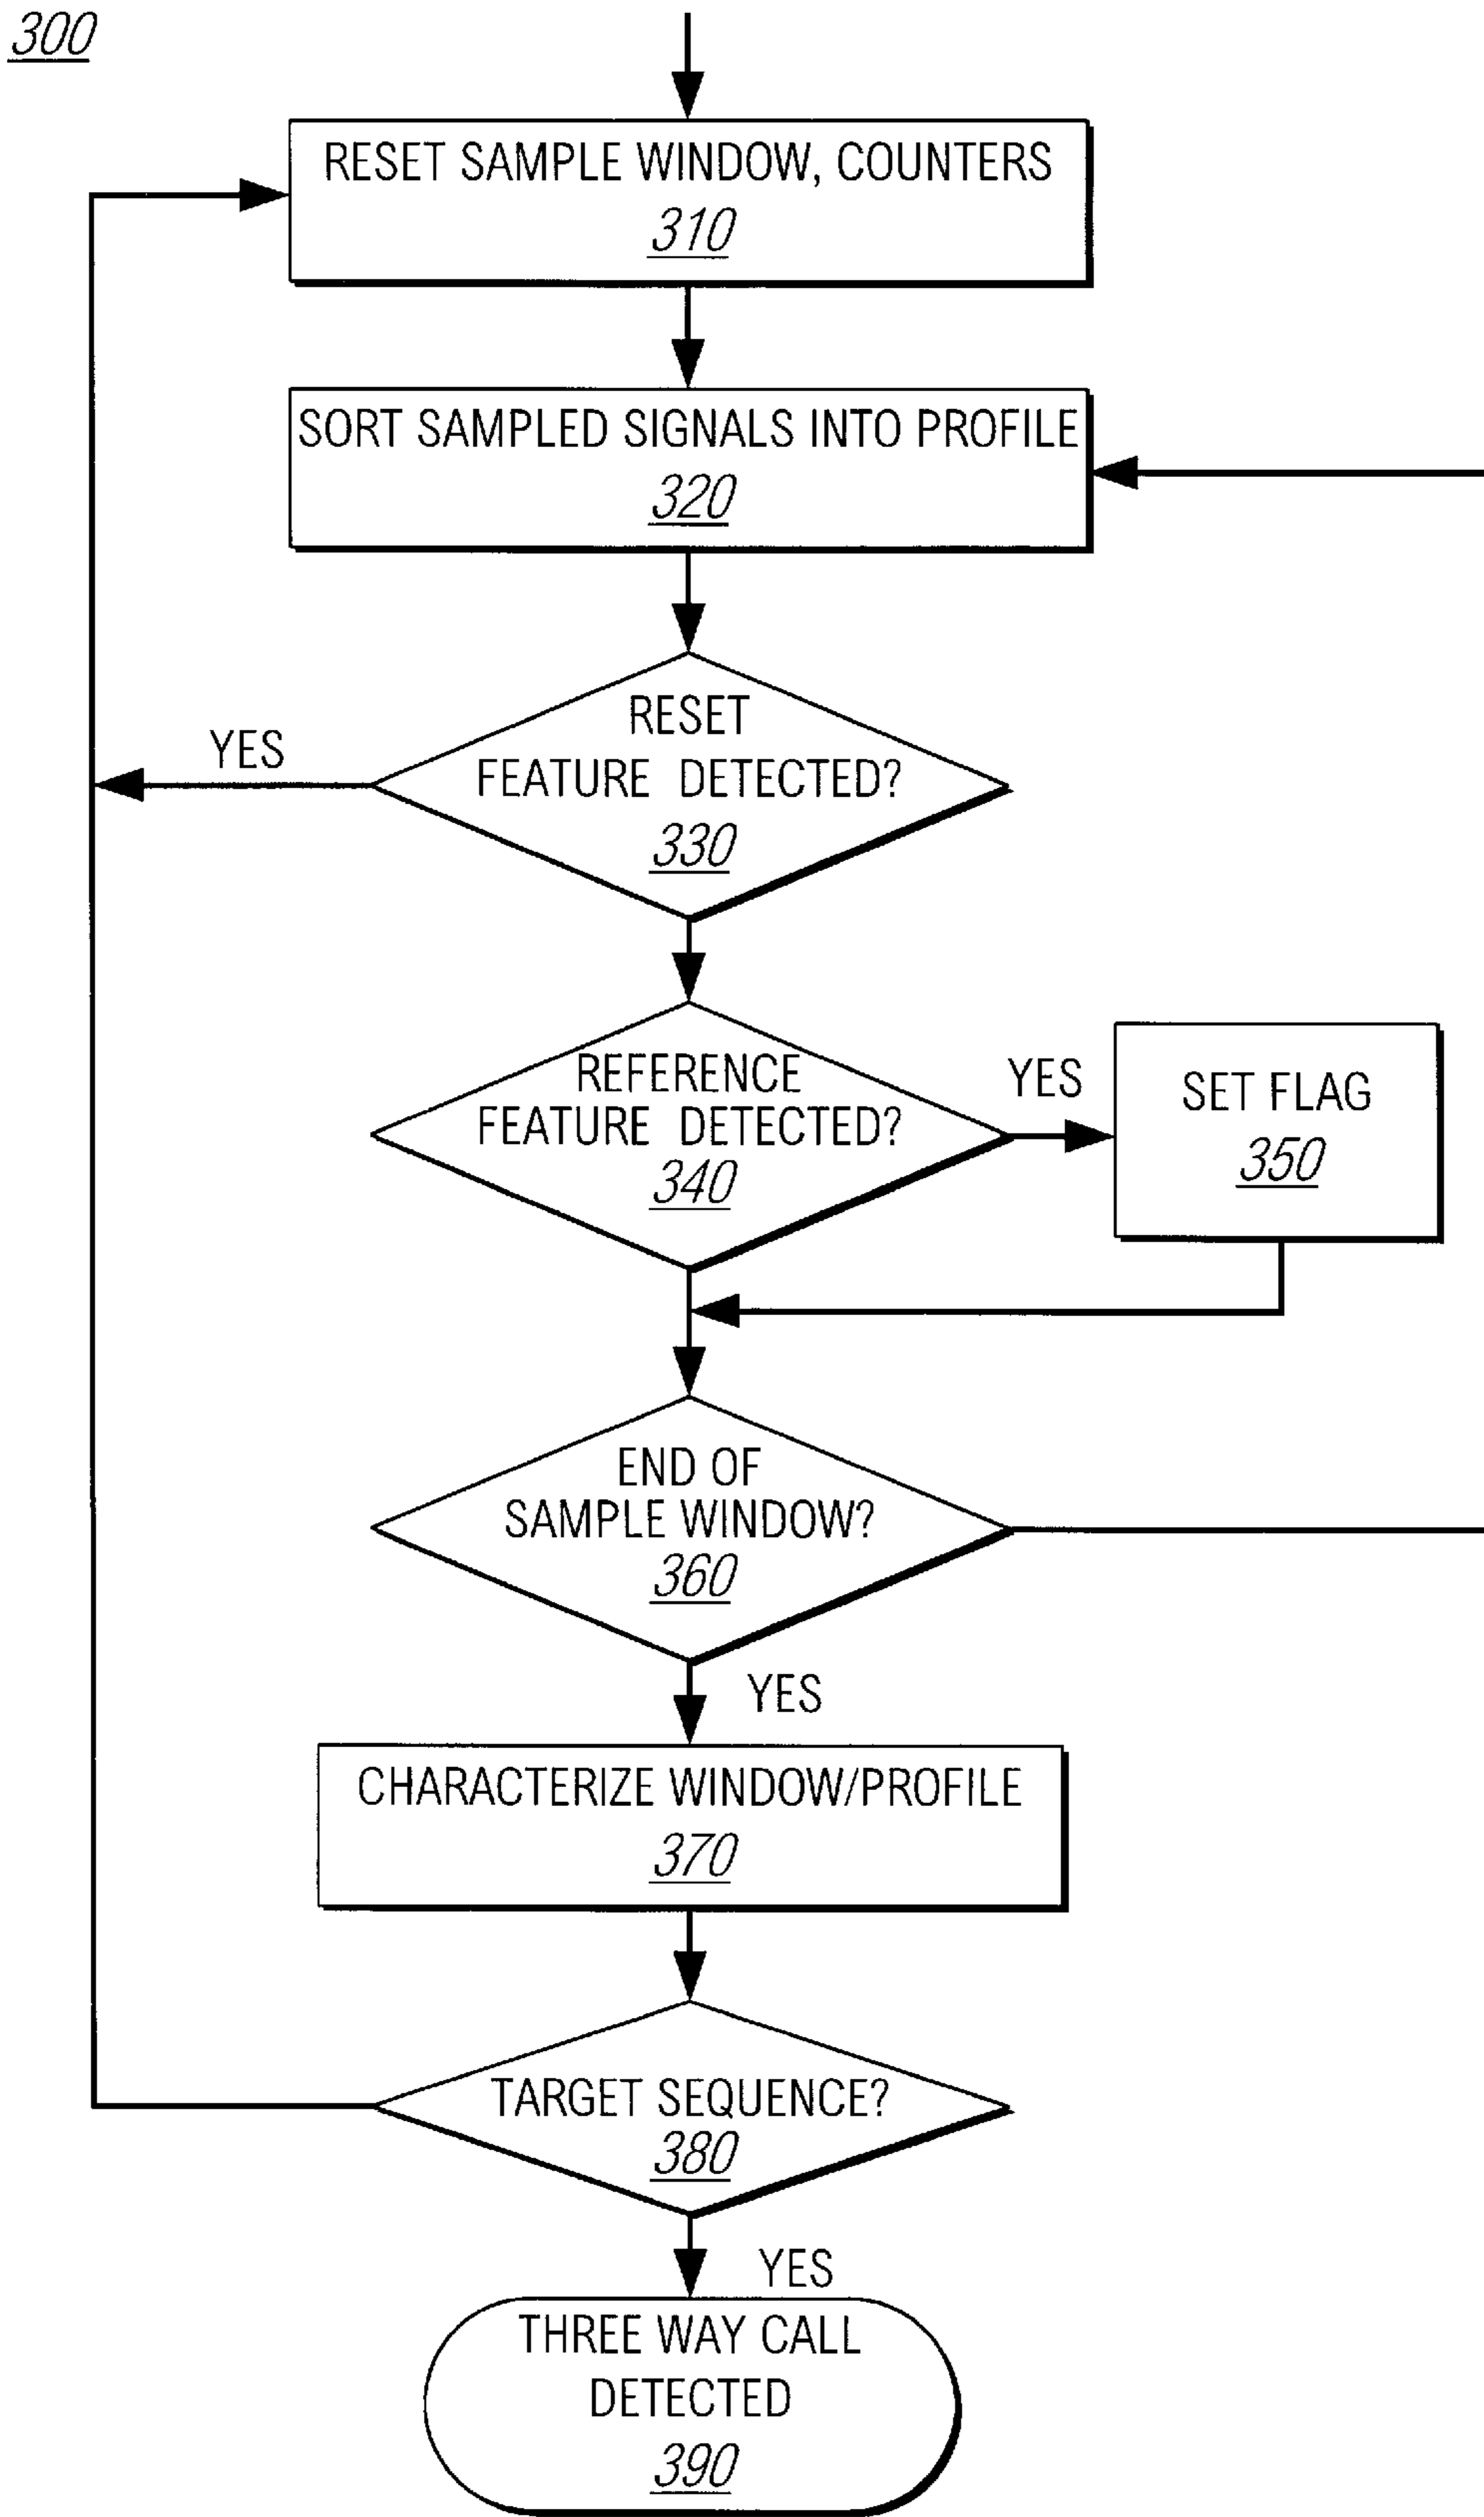 300
RESET SAMPLE WINDOW, COUNTERS
310
SORT SAMPLED SIGNALS INTO PROFILE
320
RESET
FEATURE DETECTED?
330
YES
REFERENCE
FEATURE DETECTED?
340
YES
SET FLAG
350
END OF
SAMPLE WINDOW?
360
YES
CHARACTERIZE WINDOW/PROFILE
370
TARGET SEQUENCE?
380
YES
THREE WAY CALL
DETECTED
390